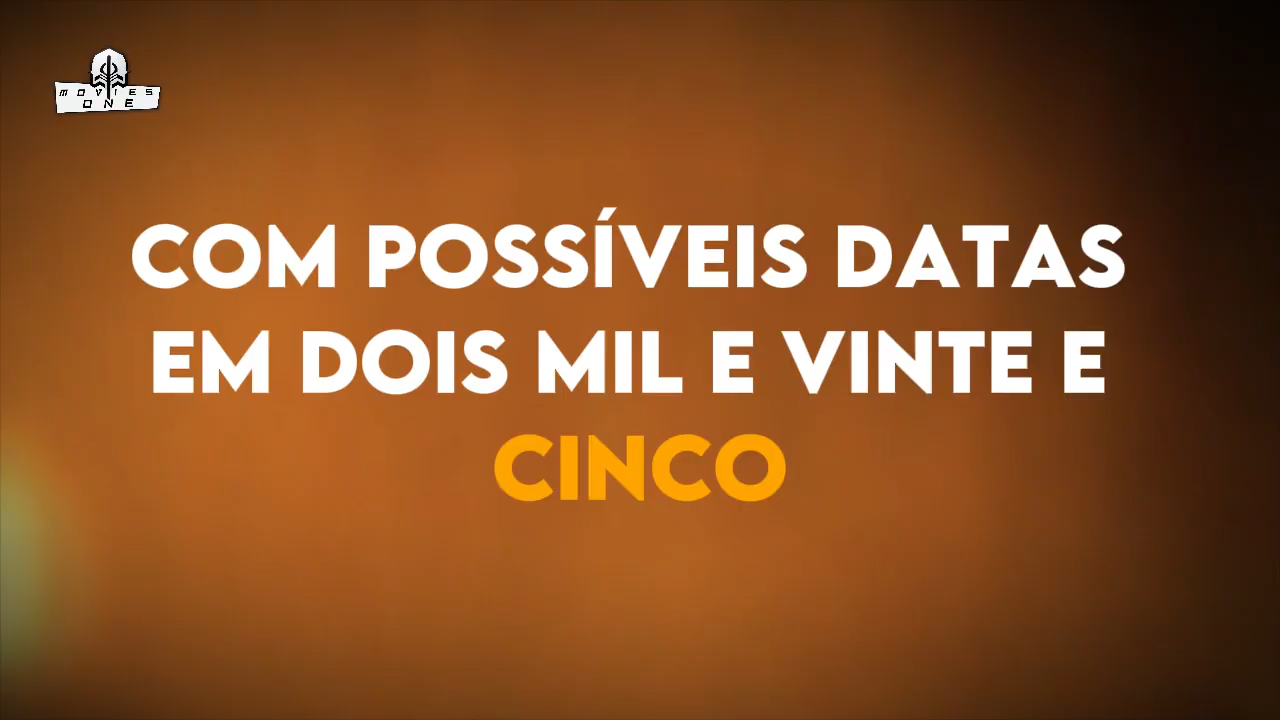 MOVIES
ONE
COM POSSÍVEIS DATAS
EM DOIS MIL E VINTE E
CINCO